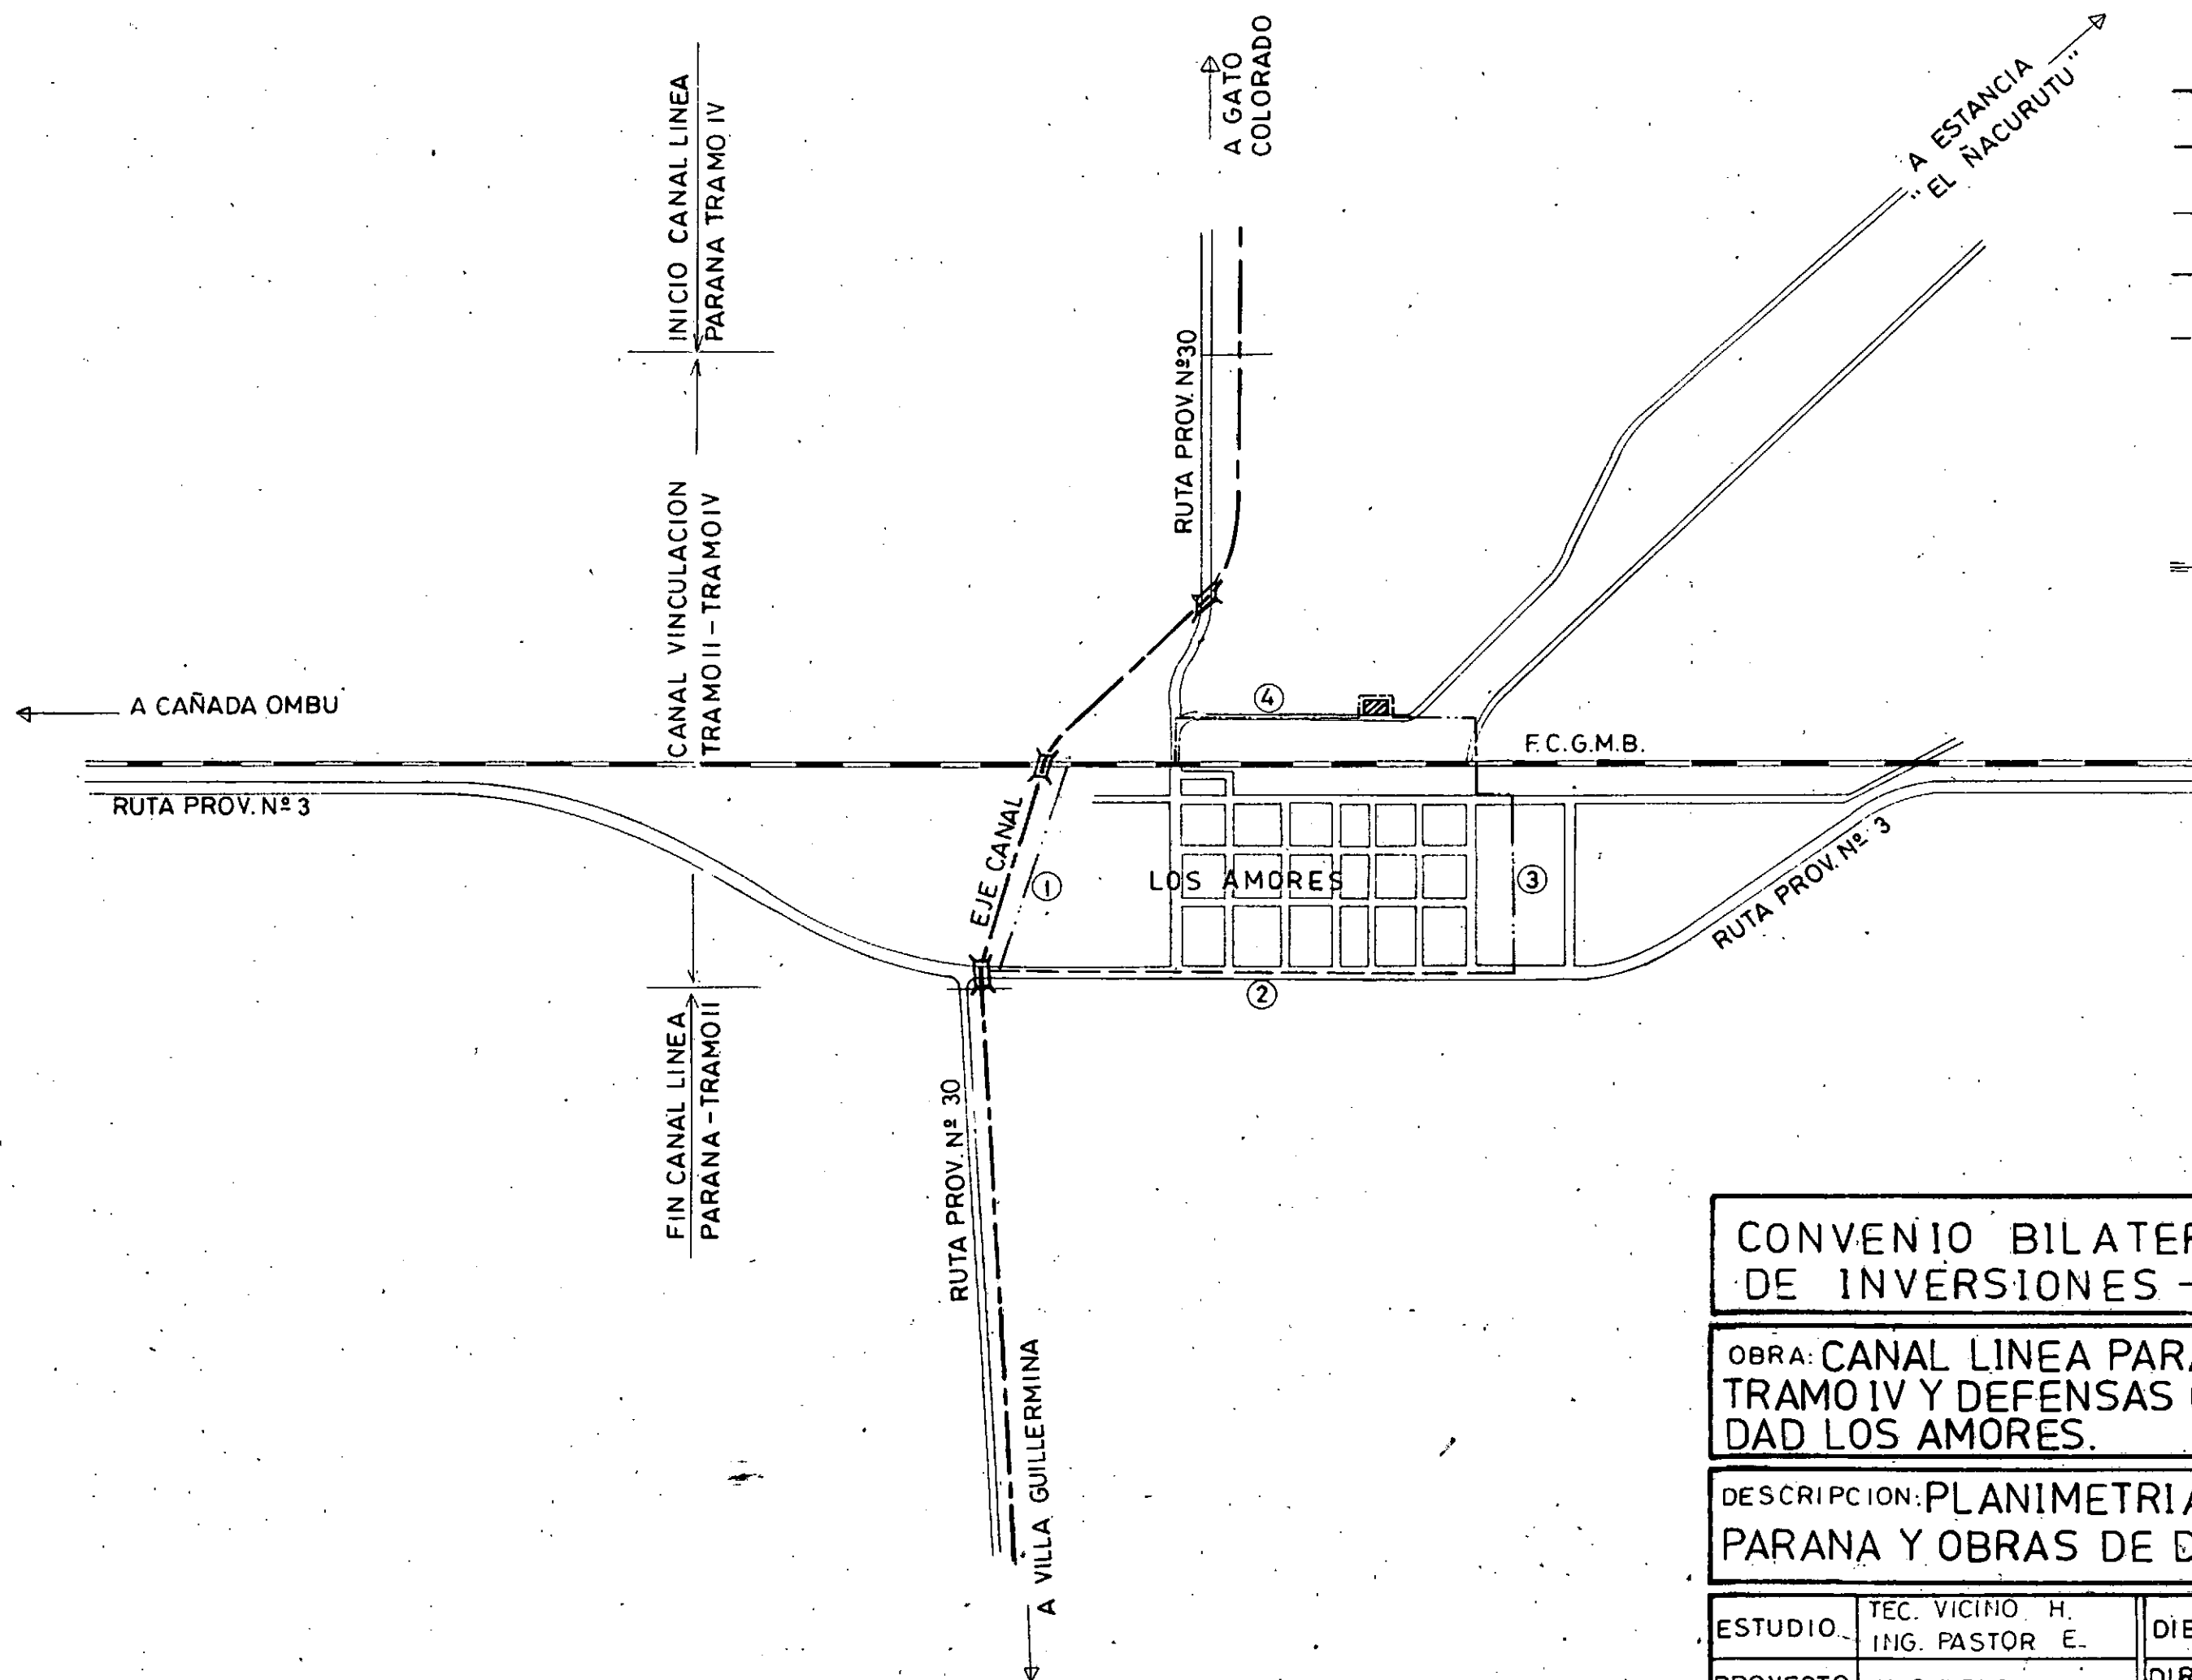 INICIO CANAL LINEA
PARANA TRAMO IV
A GATO
COLORADO
A ESTANCIA
"EL ÑACURUTU"
RUTA PROV. Nº30
CANAL VINCULACION
TRAMO II - TRAMO IV
A CAÑADA OMBU
4
F.C.G.M.B.
RUTA PROV. Nº 3
EJE CANAL
1
LOS AMORES
3
RUTA PROV. Nº 3
2
FIN CANAL LINEA
PARANA - TRAMO II
RUTA PROV. Nº 30
A VILLA GUILLERMINA
CONVENIO BILATER
DE INVERSIONES -
OBRA: CANAL LINEA PARA
TRAMO IV Y DEFENSAS
DAD LOS AMORES.
DESCRIPCION: PLANIMETRIA
PARANA Y OBRAS DE D
ESTUDIO
TEC. VICINO H.
ING. PASTOR E.